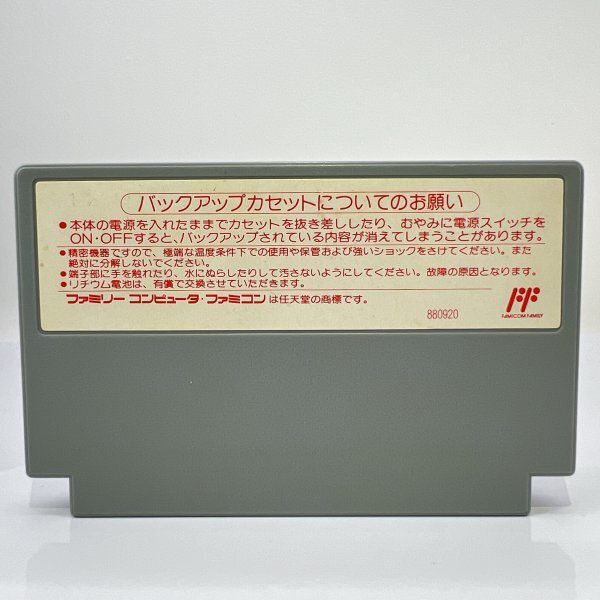 バックアップカセットについてのお願い
●本体の電源を入れたままでカセットを抜き差ししたり、むやみに電源スイッチを
ON・OFFすると、バックアップされている内容が消えてしまうことがあります。
●精密機器ですので、極端な温度条件下での使用や保管および強いショックをさけてください。また
絶対に分解しないでください。
●端子部に手を触れたり、水にぬらしたりして汚さないようにしてください。故障の原因となります。
●リチウム電池は、有償で交換させていただきます。
ファミリーコンピュータ・ファミコンは任天堂の商標です。
880920
FAMICOM FAMILY